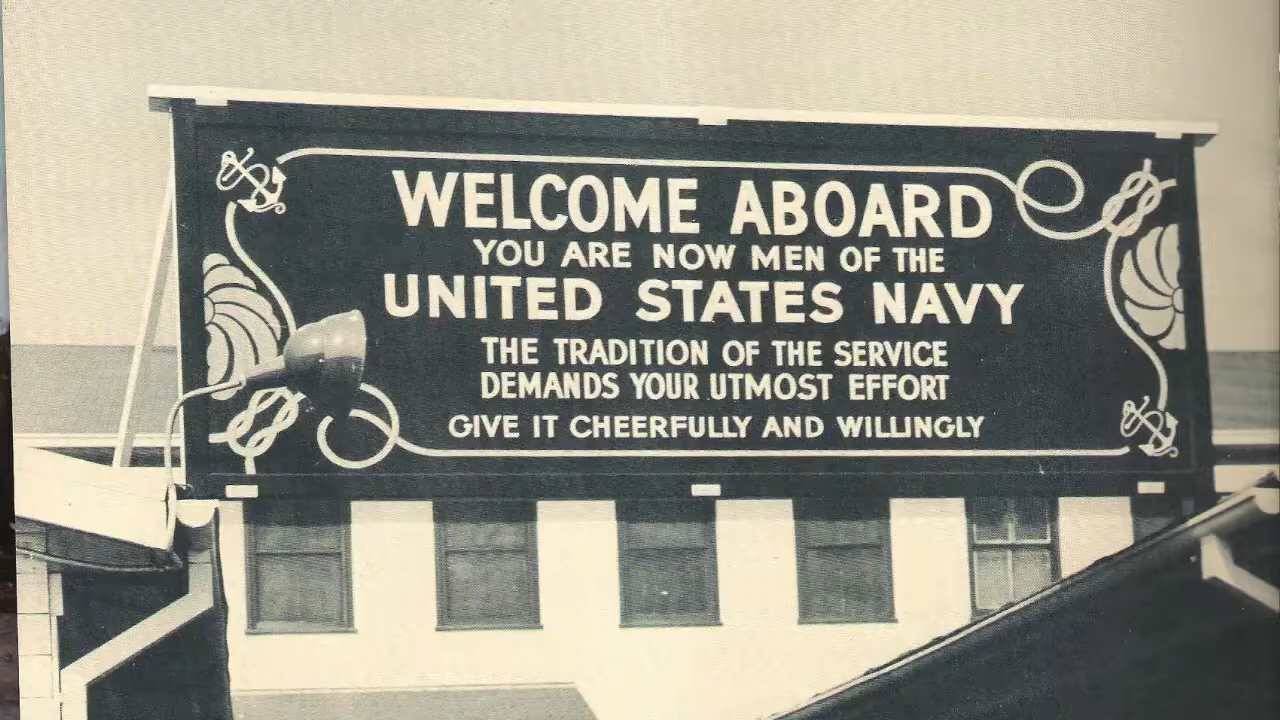 WELCOME ABOARD
YOU ARE NOW MEN OF THE
UNITED STATES NAVY
THE TRADITION OF THE SERVICE
DEMANDS YOUR UTMOST EFFORT
GIVE IT CHEERFULLY AND WILLINGLY